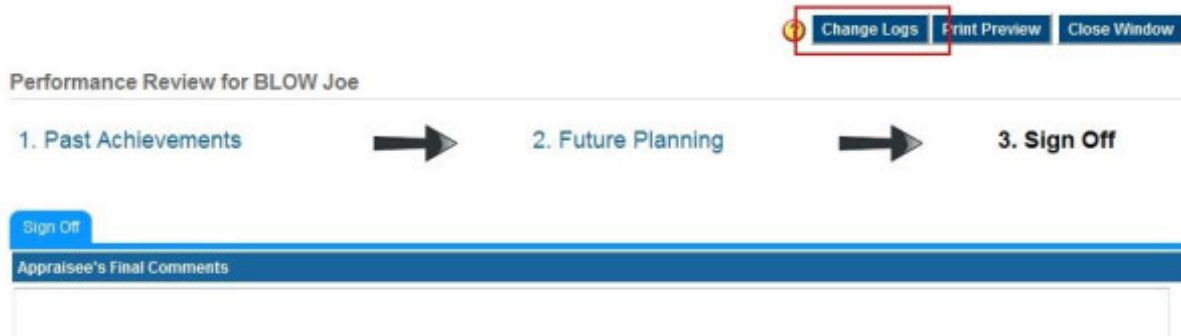 ? Change Logs Print Preview Close Window
Performance Review for BLOW Joe
1. Past Achievements 2. Future Planning 3. Sign Off
Sign Off
Appraisee's Final Comments